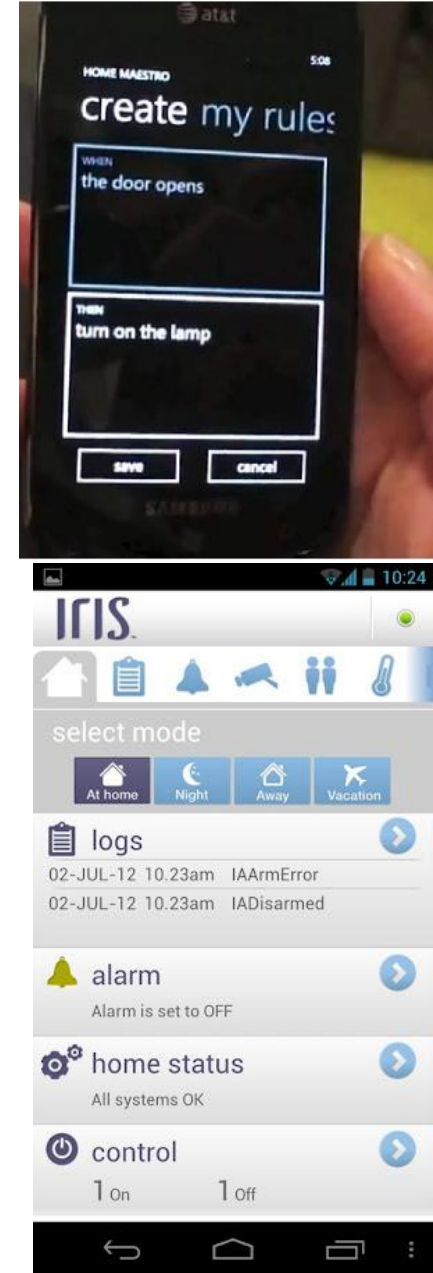 at&t
5:08
HOME MAESTRO
create my rules
WHEN
the door opens
THEN
turn on the lamp
save cancel
SAMSUNG
10:24
IRIS
select mode
At home Night Away Vacation
logs
02-JUL-12 10.23am IAArmError
02-JUL-12 10.23am IADisarmed
alarm
Alarm is set to OFF
home status
All systems OK
control
1 On 1 Off